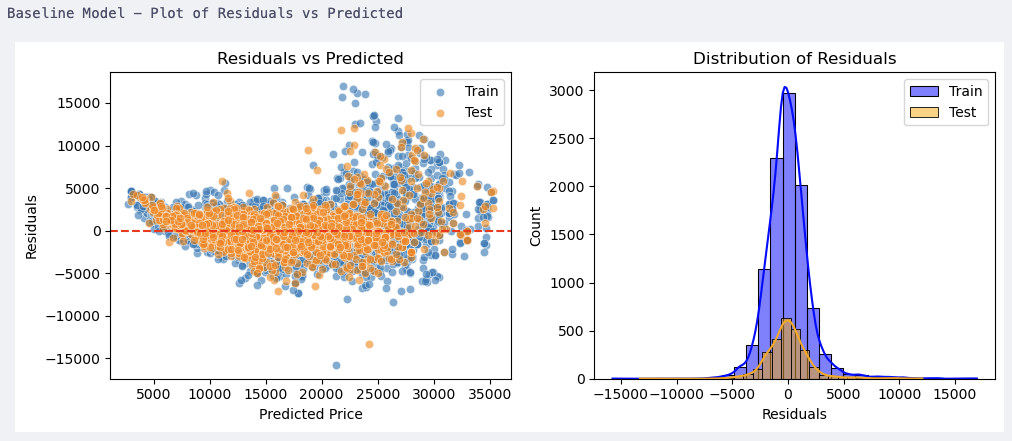 Baseline Model – Plot of Residuals vs Predicted
Residuals vs Predicted
Train
Test
15000
10000
5000
0
−5000
−10000
−15000
Residuals
5000 10000 15000 20000 25000 30000 35000
Predicted Price
Distribution of Residuals
Train
Test
3000
2500
2000
1500
1000
500
0
Count
−15000 −10000 −5000 0 5000 10000 15000
Residuals